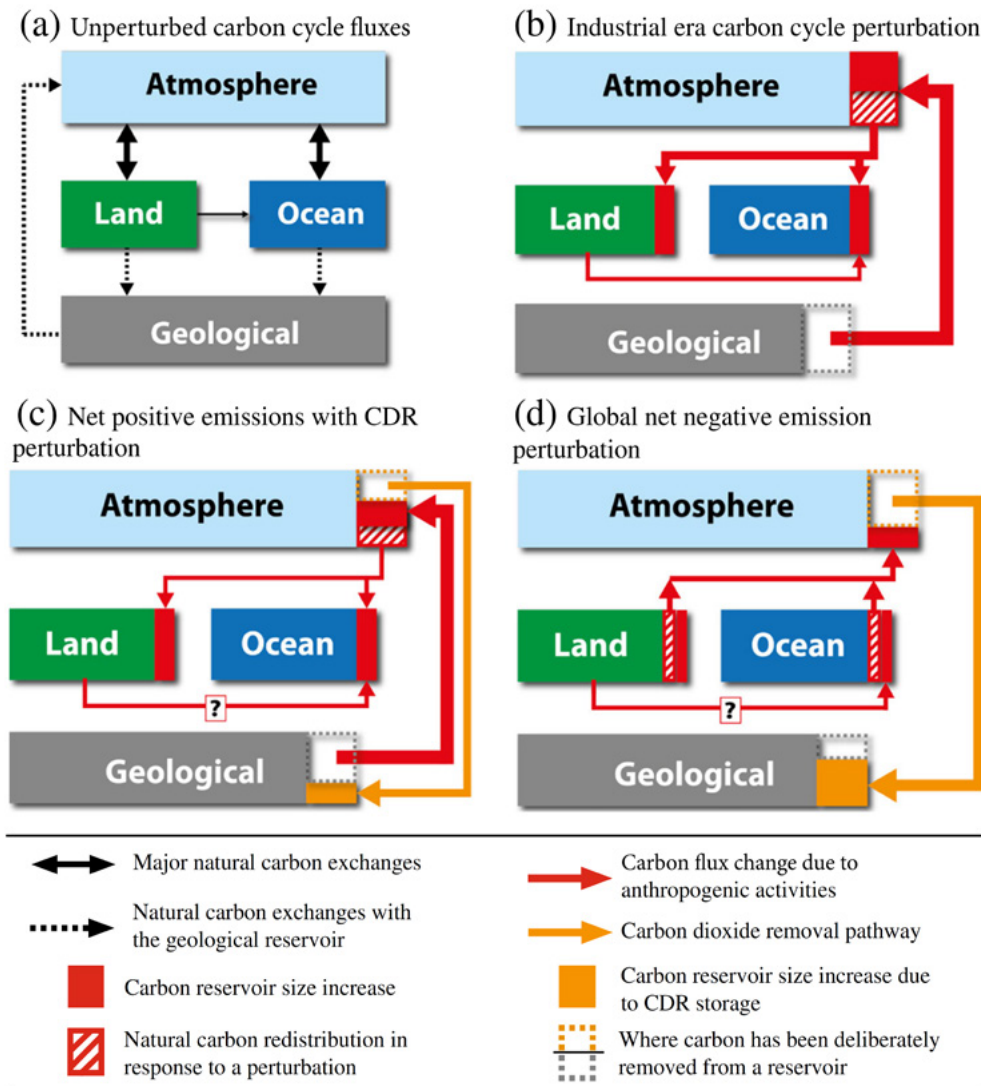 (a) Unperturbed carbon cycle fluxes
Atmosphere
Land
Ocean
Geological
(b) Industrial era carbon cycle perturbation
Atmosphere
Land
Ocean
Geological
(c) Net positive emissions with CDR
perturbation
Atmosphere
Land
Ocean
?
Geological
(d) Global net negative emission
perturbation
Atmosphere
Land
Ocean
?
Geological
Major natural carbon exchanges
Natural carbon exchanges with
the geological reservoir
Carbon reservoir size increase
Natural carbon redistribution in
response to a perturbation
Carbon flux change due to
anthropogenic activities
Carbon dioxide removal pathway
Carbon reservoir size increase due
to CDR storage
Where carbon has been deliberately
removed from a reservoir